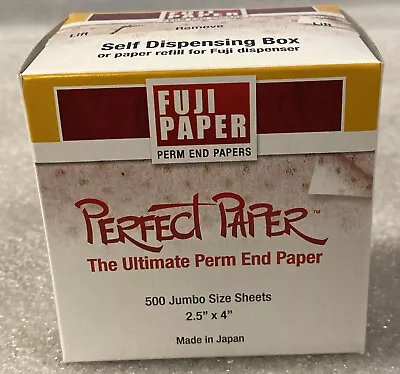 Lift
Remove
Lift
Self Dispensing Box
or paper refill for Fuji dispenser
FUJI
PAPER
PERM END PAPERS
PERFECT PAPER™
The Ultimate Perm End Paper
500 Jumbo Size Sheets
2.5" x 4"
Made in Japan